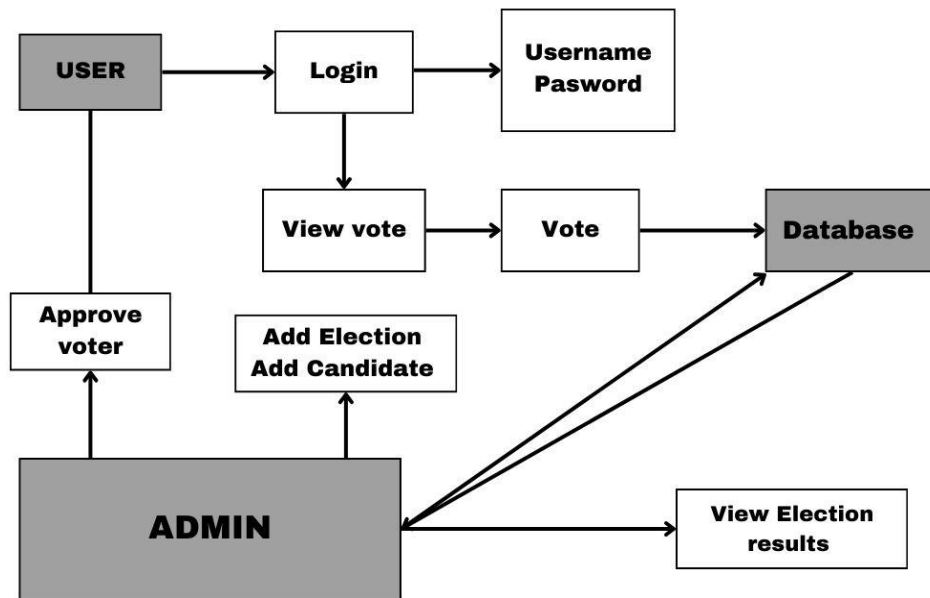 USER
Login
Username
Pasword
View vote
Vote
Database
Approve
voter
Add Election
Add Candidate
ADMIN
View Election
results